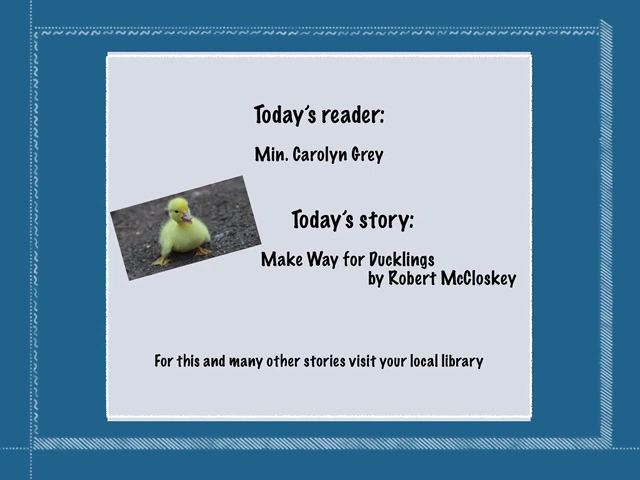 Today's reader:
Min. Carolyn Grey
Today's story:
Make Way for Ducklings
by Robert McCloskey
For this and many other stories visit your local library